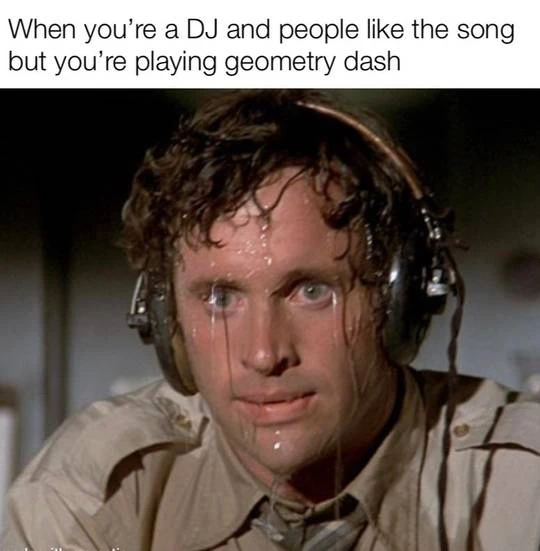 When you’re a DJ and people like the song
but you’re playing geometry dash